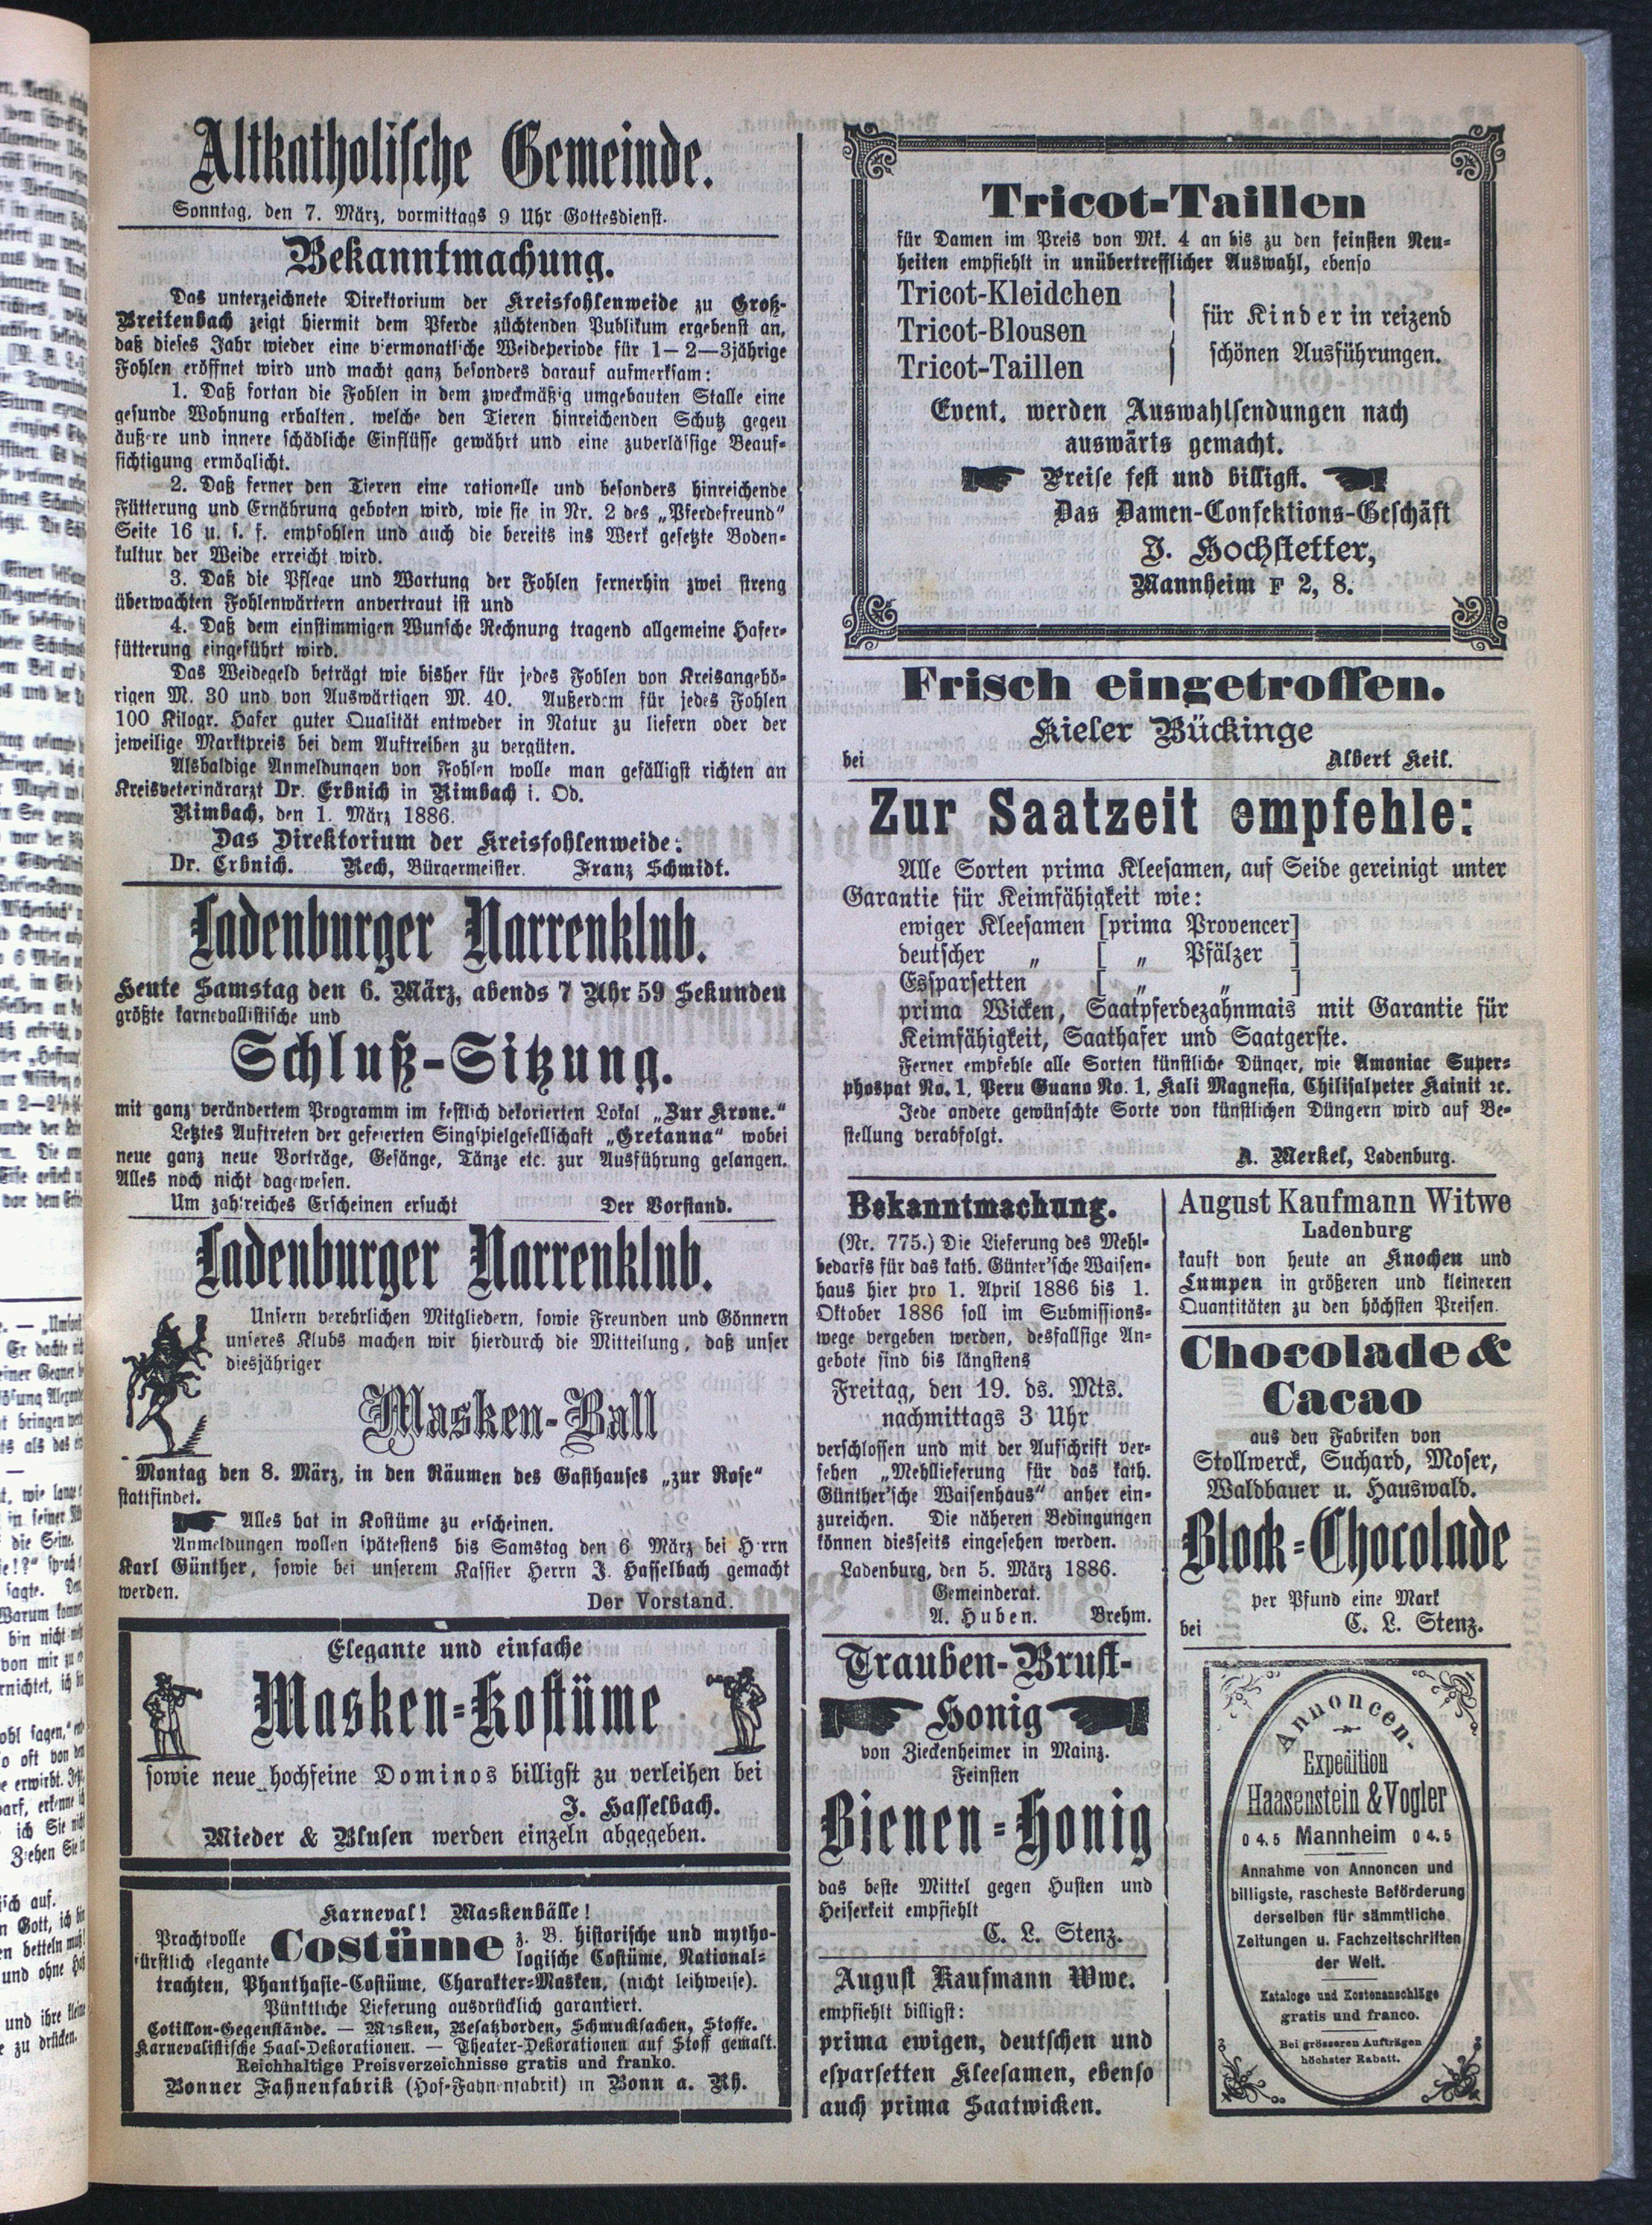 Altkatholische Gemeinde.
Sonntag, den 7. März, vormittags 9 Uhr Gottesdienst.
Bekanntmachung.
Das unterzeichnete Direktorium der Kreisfohlenweide zu Groß-
Breitenbach zeigt hiermit dem Pferde züchtenden Publikum ergebenst an,
daß dieses Jahr wieder eine viermonatliche Weideperiode für 1—2—3jährige
Fohlen eröffnet wird und macht ganz besonders darauf aufmerksam:
1. Daß fortan die Fohlen in dem zweckmäßig umgebauten Stalle eine
gesunde Wohnung erhalten, welche den Tieren hinreichenden Schutz gegen
äußere und innere schädliche Einflüsse gewährt und eine zuverlässige Beauf-
sichtigung ermöglicht.
2. Daß ferner den Tieren eine rationelle und besonders hinreichende
Fütterung und Ernährung geboten wird, wie sie in Nr. 2 des „Pferdefreund"
Seite 16 u. s. f. empfohlen und auch die bereits ins Werk gesetzte Boden-
kultur der Weide erreicht wird.
3. Daß die Pflege und Wartung der Fohlen fernerhin zwei streng
überwachten Fohlenwärtern anvertraut ist und
4. Daß dem einstimmigen Wunsche Rechnung tragend allgemeine Hafer-
fütterung eingeführt wird.
Das Weidegeld beträgt wie bisher für jedes Fohlen von Kreisangehö-
rigen M. 30 und von Auswärtigen M. 40. Außerdem für jedes Fohlen
100 Kilogr. Hafer guter Qualität entweder in Natur zu liefern oder der
jeweilige Marktpreis bei dem Auftreiben zu vergüten.
Alsbaldige Anmeldungen von Fohlen wolle man gefälligst richten an
Kreisveterinärarzt Dr. Erbnich in Rimbach i. Od.
Rimbach, den 1. März 1886.
Das Direktorium der Kreisfohlenweide:
Dr. Erbnich. Rech, Bürgermeister. Franz Schmidt.
Ladenburger Narrenklub.
Heute Samstag den 6. März, abends 7 Uhr 59 Sekunden
größte karnevallistische und
Schluß-Sitzung.
mit ganz verändertem Programm im festlich dekorierten Lokal „Zur Krone."
Letztes Auftreten der gefeierten Singspielgesellschaft „Gretanna" wobei
neue ganz neue Vorträge, Gesänge, Tänze etc. zur Ausführung gelangen.
Alles noch nicht dagewesen.
Um zahlreiches Erscheinen ersucht Der Vorstand.
Ladenburger Narrenklub.
Unsern verehrlichen Mitgliedern, sowie Freunden und Gönnern
unseres Klubs machen wir hierdurch die Mitteilung, daß unser
diesjähriger
Masken-Ball
Montag den 8. März, in den Räumen des Gasthauses „zur Rose"
stattfindet.
Alles hat in Kostüme zu erscheinen.
Anmeldungen wollen spätestens bis Samstag den 6 März bei Herrn
Karl Günther, sowie bei unserem Kassier Herrn J. Hasselbach gemacht
werden.
Der Vorstand.
Elegante und einfache
Masken-Kostüme
sowie neue hochfeine Dominos billigst zu verleihen bei
J. Hasselbach.
Mieder & Blusen werden einzeln abgegeben.
Karneval! Maskenbälle!
Prachtvolle
fürstlich elegante Costüme z. B. historische und mytho-
logische Costüme, National-
trachten, Phanthasie-Costüme, Charakter-Masken, (nicht leihweise).
Pünktliche Lieferung ausdrücklich garantiert.
Cotillon-Gegenstände. — Masken, Besatzborden, Schmucksachen, Stoffe.
Karnevalistische Saal-Dekorationen. — Theater-Dekorationen auf Stoff gemalt.
Reichhaltige Preisverzeichnisse gratis und franko.
Bonner Fahnenfabrik (Hof-Fahnenfabrik) in Bonn a. Rh.
Tricot-Taillen
für Damen im Preis von Mk. 4 an bis zu den feinsten Neu-
heiten empfiehlt in unübertrefflicher Auswahl, ebenso
Tricot-Kleidchen
Tricot-Blousen
Tricot-Taillen
für Kinder in reizend
schönen Ausführungen.
Event. werden Auswahlsendungen nach
auswärts gemacht.
Preise fest und billigst.
Das Damen-Confektions-Geschäft
J. Hochstetter,
Mannheim F 2, 8.
Frisch eingetroffen.
Kieler Bückinge
bei Albert Keil.
Zur Saatzeit empfehle:
Alle Sorten prima Kleesamen, auf Seide gereinigt unter
Garantie für Keimfähigkeit wie:
ewiger Kleesamen [prima Provencer]
deutscher „ [ „ Pfälzer ]
Essparsetten [ „ „ ]
prima Wicken, Saatpferdezahnmais mit Garantie für
Keimfähigkeit, Saathafer und Saatgerste.
Ferner empfehle alle Sorten künstliche Dünger, wie Amoniac Super-
phospat No. 1, Peru Guano No. 1, Kali Magnesia, Chilisalpeter Kainit ꝛc.
Jede andere gewünschte Sorte von künstlichen Düngern wird auf Be-
stellung verabfolgt.
A. Merkel, Ladenburg.
Bekanntmachung.
(Nr. 775.) Die Lieferung des Mehl-
bedarfs für das kath. Günter'sche Waisen-
haus hier pro 1. April 1886 bis 1.
Oktober 1886 soll im Submissions-
wege vergeben werden, desfallsige An-
gebote sind bis längstens
Freitag, den 19. ds. Mts.
nachmittags 3 Uhr
verschlossen und mit der Aufschrift ver-
sehen „Mehllieferung für das kath.
Günther'sche Waisenhaus" anher ein-
zureichen. Die näheren Bedingungen
können diesseits eingesehen werden.
Ladenburg, den 5. März 1886.
Gemeinderat.
A. Huben. Brehm.
Trauben-Brust-
Honig
von Zieckenheimer in Mainz.
Feinsten
Bienen-Honig
das beste Mittel gegen Husten und
Heiserkeit empfiehlt
C. L. Stenz.
August Kaufmann Wwe.
empfiehlt billigst:
prima ewigen, deutschen und
esparsetten Kleesamen, ebenso
auch prima Saatwicken.
August Kaufmann Witwe
Ladenburg
kauft von heute an Knochen und
Lumpen in größeren und kleineren
Quantitäten zu den höchsten Preisen.
Chocolade &
Cacao
aus den Fabriken von
Stollwerck, Suchard, Moser,
Waldbauer u. Hauswald.
Block-Chocolade
per Pfund eine Mark
bei C. L. Stenz.
Annoncen-
Expedition
Haasenstein & Vogler
O 4. 5 Mannheim O 4. 5
Annahme von Annoncen und
billigste, rascheste Beförderung
derselben für sämmtliche
Zeitungen u. Fachzeitschriften
der Welt.
Kataloge und Kostenanschläge
gratis und franco.
Bei grösseren Aufträgen
höchster Rabatt.